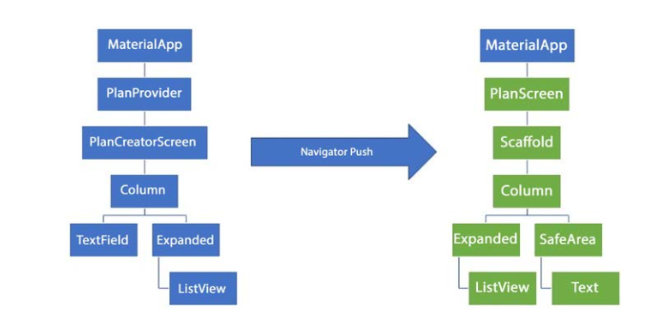 MaterialApp
PlanProvider
PlanCreatorScreen
Column
TextField
Expanded
ListView
Navigator Push
MaterialApp
PlanScreen
Scaffold
Column
Expanded
SafeArea
ListView
Text